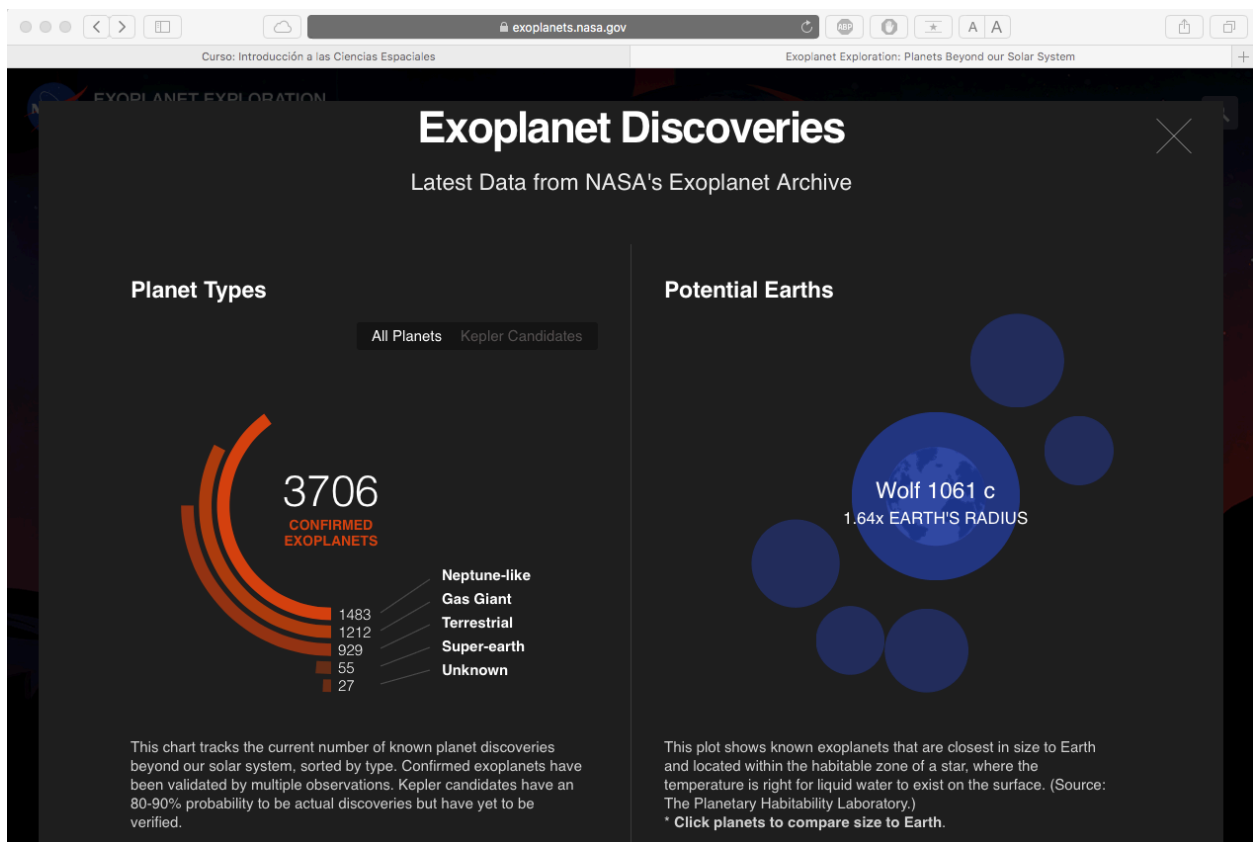 exoplanets.nasa.gov
ABP
A A
Curso: Introducción a las Ciencias Espaciales
Exoplanet Exploration: Planets Beyond our Solar System
EXOPLANET EXPLORATION
Exoplanet Discoveries
Latest Data from NASA's Exoplanet Archive
Planet Types
All Planets Kepler Candidates
3706
CONFIRMED
EXOPLANETS
1483 Neptune-like
1212 Gas Giant
929 Terrestrial
55 Super-earth
27 Unknown
This chart tracks the current number of known planet discoveries
beyond our solar system, sorted by type. Confirmed exoplanets have
been validated by multiple observations. Kepler candidates have an
80-90% probability to be actual discoveries but have yet to be
verified.
Potential Earths
Wolf 1061 c
1.64x EARTH'S RADIUS
This plot shows known exoplanets that are closest in size to Earth
and located within the habitable zone of a star, where the
temperature is right for liquid water to exist on the surface. (Source:
The Planetary Habitability Laboratory.)
* Click planets to compare size to Earth.